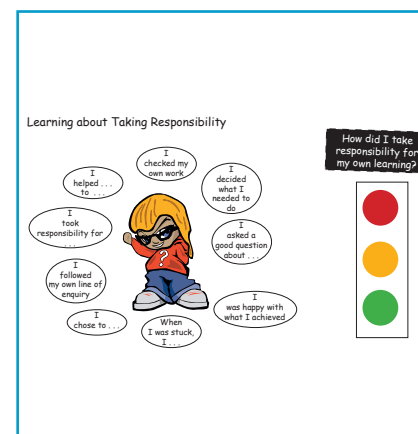 Learning about Taking Responsibility
How did I take
responsibility for
my own learning?
I
checked my
own work
I
decided
what I
needed to
do
I
asked a
good question
about . . .
I
was happy with
what I achieved
When
I was stuck,
I . . .
I
chose to . . .
I
followed
my own line of
enquiry
I
took
responsibility for
. . .
I
helped . . .
to . . .
?